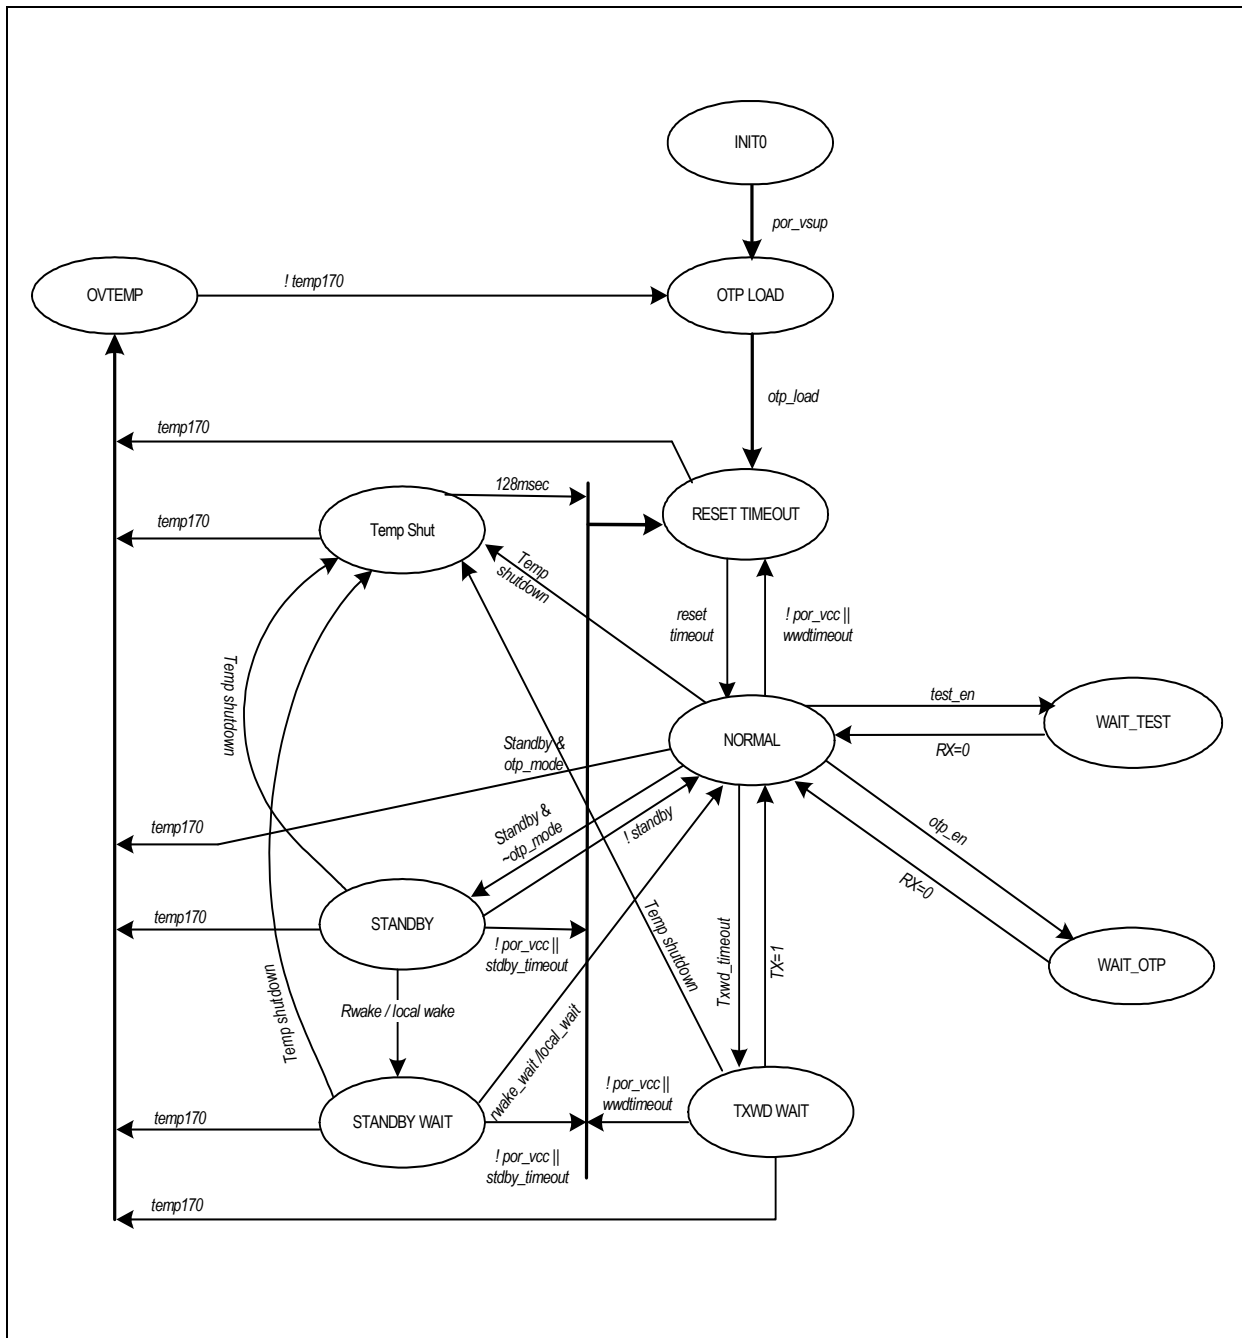 INIT0
por_vsup
OVTEMP
! temp170
OTP LOAD
otp_load
temp170
128msec
RESET TIMEOUT
temp170
Temp Shut
Temp
shutdown
reset
timeout
! por_vcc ||
wwdtimeout
Temp shutdown
test_en
WAIT_TEST
NORMAL
RX=0
Standby &
otp_mode
temp170
Standby &
~otp_mode
! standby
otp_en
RX=0
STANDBY
temp170
! por_vcc ||
stdby_timeout
Temp shutdown
Txwd_timeout
TX=1
WAIT_OTP
Rwake / local wake
Temp shutdown
rwake_wait /local_wait
! por_vcc ||
wwdtimeout
TXWD WAIT
temp170
STANDBY WAIT
! por_vcc ||
stdby_timeout
temp170